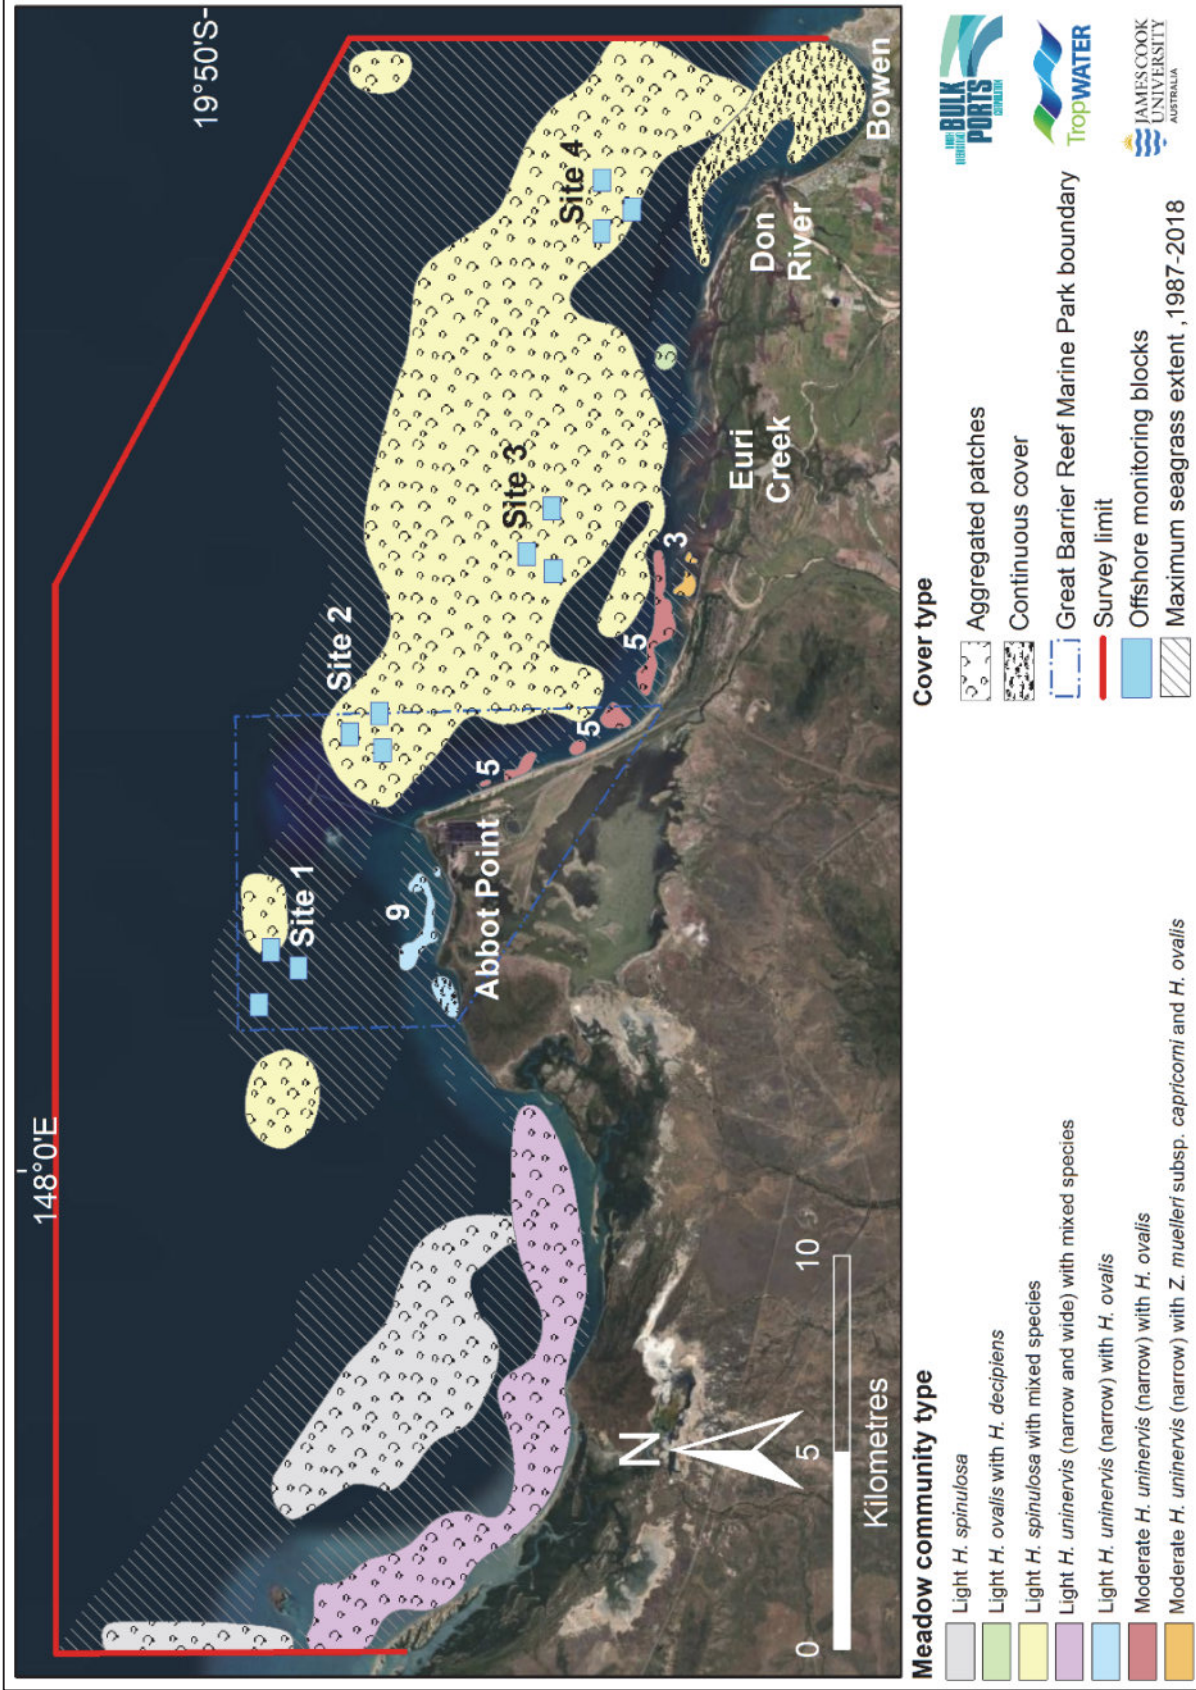 148°0'E
19°50'S
Site 1
Site 2
Site 3
Site 4
9
5
5
5
3
5
Abbot Point
Euri
Creek
Don
River
Bowen
N
0
5
10
Kilometres
Meadow community type
Light H. spinulosa
Light H. ovalis with H. decipiens
Light H. spinulosa with mixed species
Light H. uninervis (narrow and wide) with mixed species
Light H. uninervis (narrow) with H. ovalis
Moderate H. uninervis (narrow) with H. ovalis
Moderate H. uninervis (narrow) with Z. muelleri subsp. capricorni and H. ovalis
Cover type
Aggregated patches
Continuous cover
Great Barrier Reef Marine Park boundary
Survey limit
Offshore monitoring blocks
Maximum seagrass extent ,1987-2018
BULK
PORTS
TropWATER
JAMES COOK
UNIVERSITY
AUSTRALIA